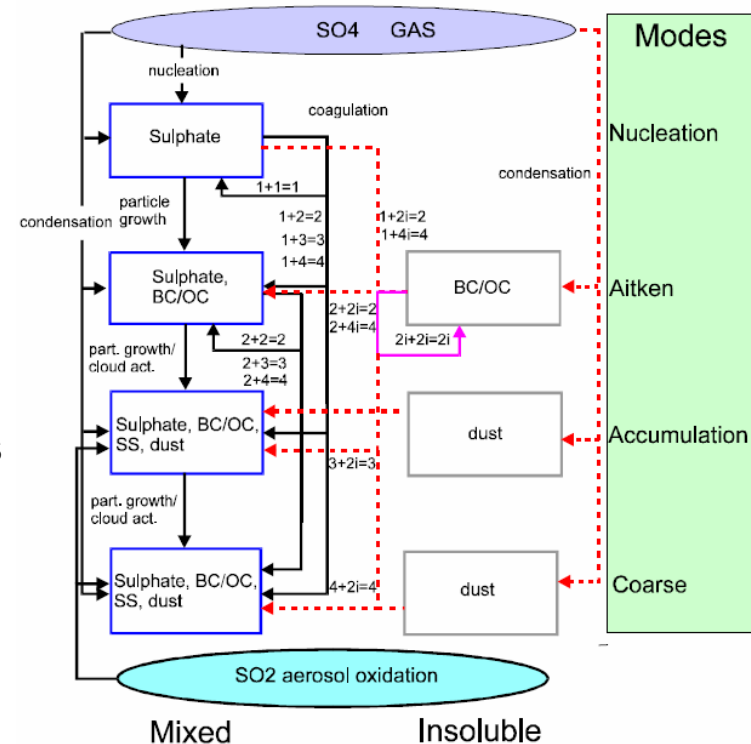 SO4 GAS
Modes
nucleation
coagulation
Sulphate
Nucleation
condensation
1+1=1
particle
growth
condensation
1+2=2
1+3=3
1+4=4
1+2i=2
1+4i=4
Sulphate,
BC/OC
BC/OC
Aitken
2+2i=2
2+4i=4
2i+2i=2i
part. growth/
cloud act.
2+2=2
2+3=3
2+4=4
Sulphate, BC/OC,
SS, dust
dust
Accumulation
3+2i=3
part. growth/
cloud act.
Sulphate, BC/OC,
SS, dust
4+2i=4
dust
Coarse
SO2 aerosol oxidation
Mixed
Insoluble